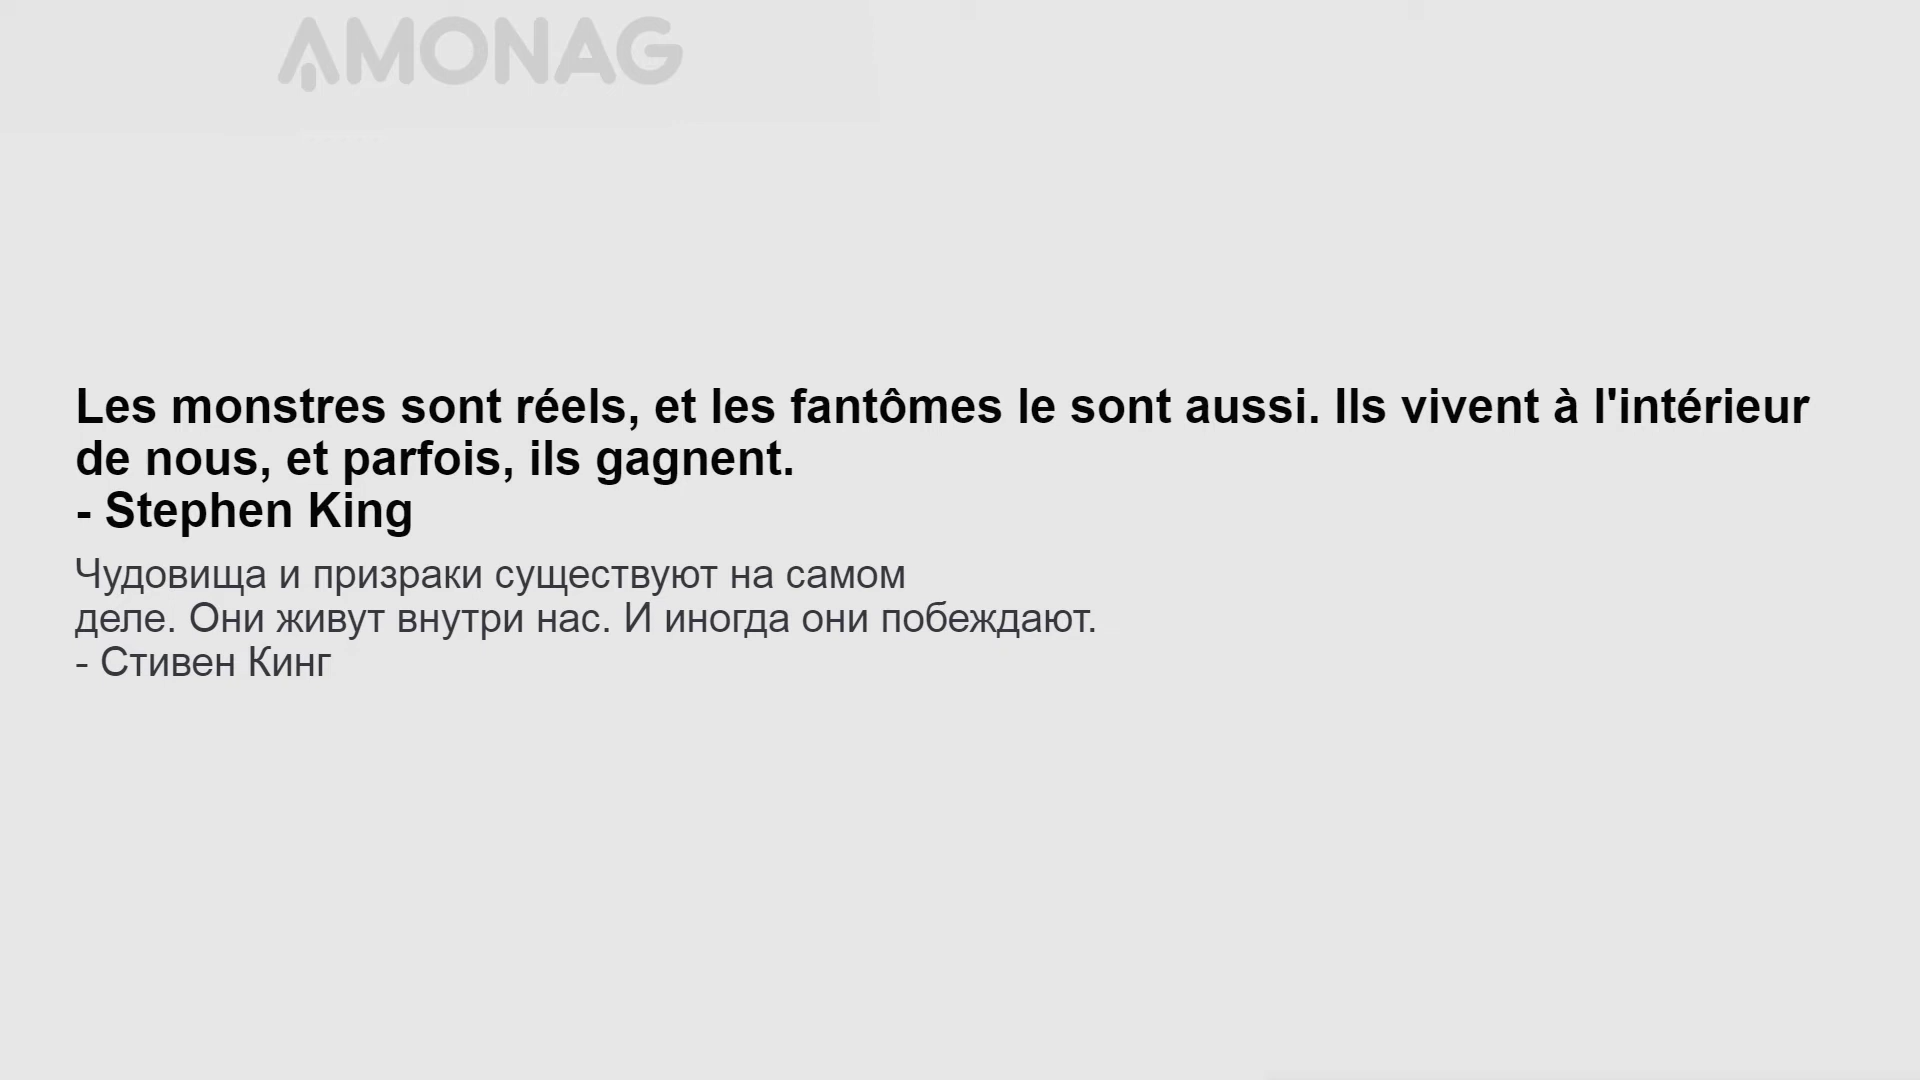 AMONAG
Les monstres sont réels, et les fantômes le sont aussi. Ils vivent à l'intérieur
de nous, et parfois, ils gagnent.
- Stephen King
Чудовища и призраки существуют на самом
деле. Они живут внутри нас. И иногда они побеждают.
- Стивен Кинг